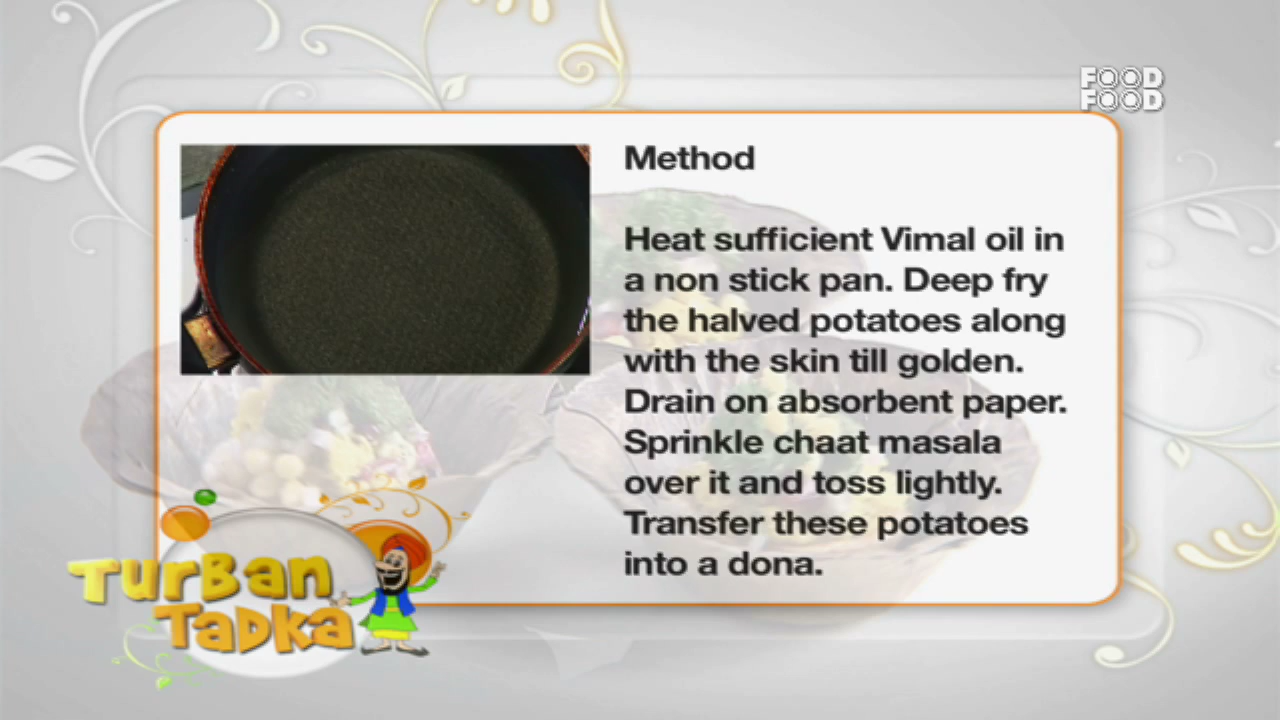 FOOD
FOOD
Method
Heat sufficient Vimal oil in
a non stick pan. Deep fry
the halved potatoes along
with the skin till golden.
Drain on absorbent paper.
Sprinkle chaat masala
over it and toss lightly.
Transfer these potatoes
into a dona.
TURBAN
TADKA